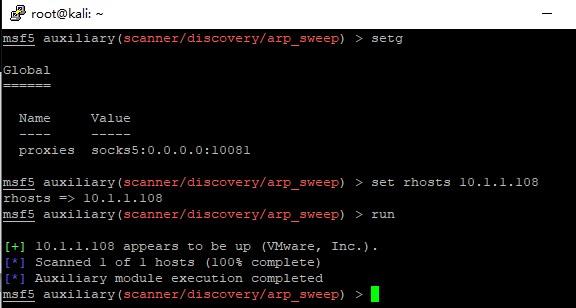 root@kali: ~
msf5 auxiliary(scanner/discovery/arp_sweep) > setg
Global
======
Name Value
---- -----
proxies socks5:0.0.0.0:10081
msf5 auxiliary(scanner/discovery/arp_sweep) > set rhosts 10.1.1.108
rhosts => 10.1.1.108
msf5 auxiliary(scanner/discovery/arp_sweep) > run
[+] 10.1.1.108 appears to be up (VMware, Inc.).
[*] Scanned 1 of 1 hosts (100% complete)
[*] Auxiliary module execution completed
msf5 auxiliary(scanner/discovery/arp_sweep) >